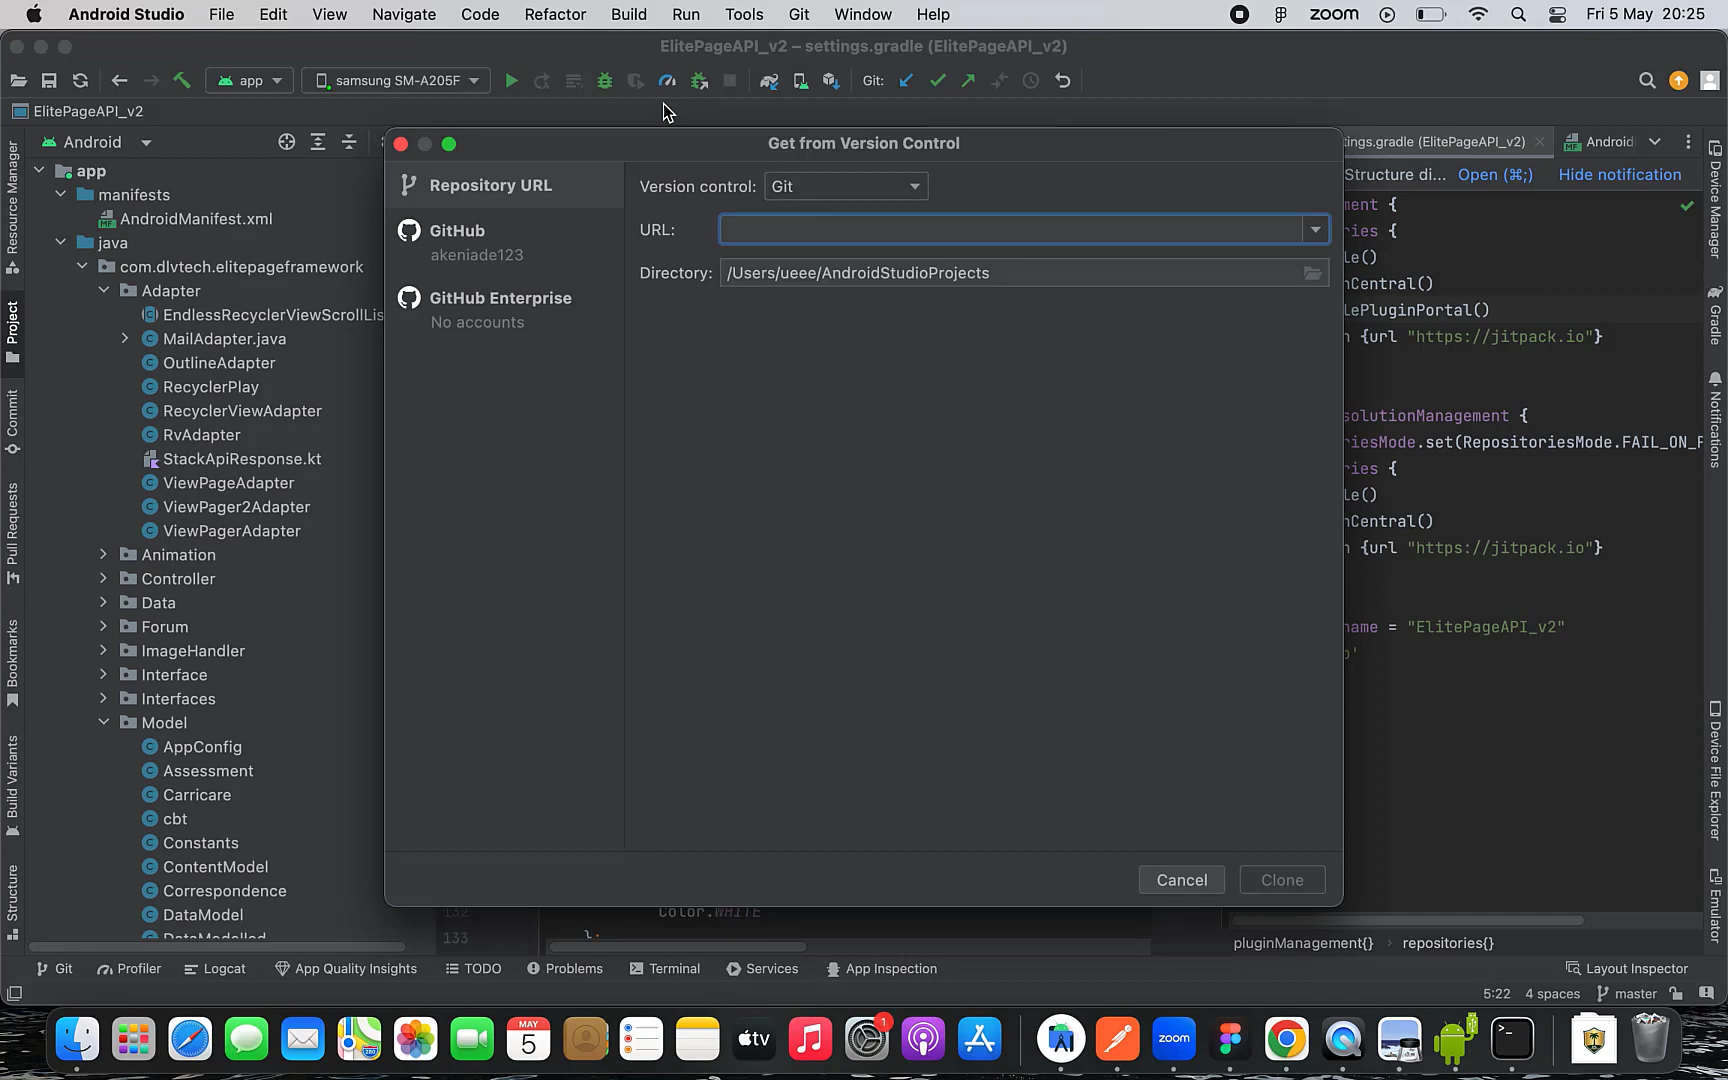 Android Studio File Edit View Navigate Code Refactor Build Run Tools Git Window Help zoom Fri 5 May 20:25
ElitePageAPI_v2 – settings.gradle (ElitePageAPI_v2)
app samsung SM-A205F Git:
ElitePageAPI_v2
Android
app
manifests
AndroidManifest.xml
java
com.dlvtech.elitepageframework
Adapter
EndlessRecyclerViewScrollLis
MailAdapter.java
OutlineAdapter
RecyclerPlay
RecyclerViewAdapter
RvAdapter
StackApiResponse.kt
ViewPageAdapter
ViewPager2Adapter
ViewPagerAdapter
Animation
Controller
Data
Forum
ImageHandler
Interface
Interfaces
Model
AppConfig
Assessment
Carricare
cbt
Constants
ContentModel
Correspondence
DataModel
DataModelled
Resource Manager
Project
Commit
Pull Requests
Bookmarks
Build Variants
Structure
Get from Version Control
Repository URL
GitHub
akeniade123
GitHub Enterprise
No accounts
Version control: Git
URL:
Directory: /Users/ueee/AndroidStudioProjects
Cancel Clone
tings.gradle (ElitePageAPI_v2) Android
Structure di... Open (⌘;) Hide notification
ment {
ries {
le()
nCentral()
lePluginPortal()
n {url "https://jitpack.io"}
solutionManagement {
riesMode.set(RepositoriesMode.FAIL_ON_P
ries {
le()
nCentral()
n {url "https://jitpack.io"}
name = "ElitePageAPI_v2"
p'
132 Color.WHITE
133 };
pluginManagement{} › repositories{}
Device Manager
Gradle
Notifications
Device File Explorer
Emulator
Git Profiler Logcat App Quality Insights TODO Problems Terminal Services App Inspection Layout Inspector
5:22 4 spaces master
MAY
5
280
tv
1
zoom